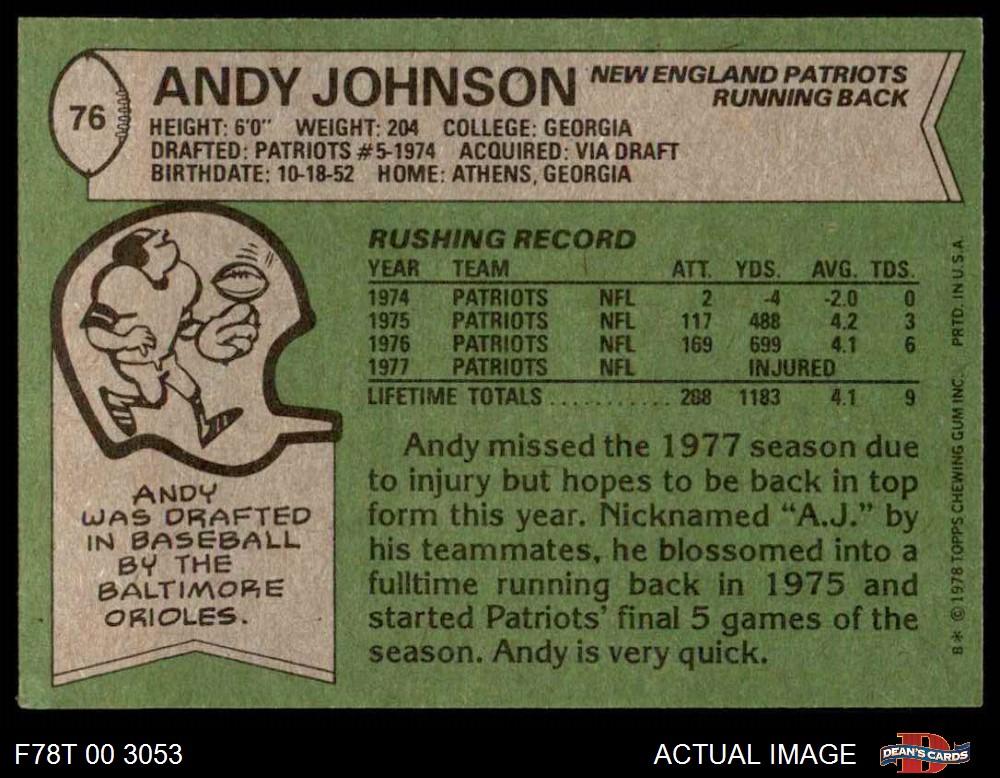 76
ANDY JOHNSON
NEW ENGLAND PATRIOTS
RUNNING BACK
HEIGHT: 6'0" WEIGHT: 204 COLLEGE: GEORGIA
DRAFTED: PATRIOTS #5-1974 ACQUIRED: VIA DRAFT
BIRTHDATE: 10-18-52 HOME: ATHENS, GEORGIA
RUSHING RECORD
YEAR TEAM ATT. YDS. AVG. TDS.
1974 PATRIOTS NFL 2 -4 -2.0 0
1975 PATRIOTS NFL 117 488 4.2 3
1976 PATRIOTS NFL 169 699 4.1 6
1977 PATRIOTS NFL INJURED
LIFETIME TOTALS........... 288 1183 4.1 9
Andy missed the 1977 season due
to injury but hopes to be back in top
form this year. Nicknamed "A.J." by
his teammates, he blossomed into a
fulltime running back in 1975 and
started Patriots' final 5 games of the
season. Andy is very quick.
ANDY
WAS DRAFTED
IN BASEBALL
BY THE
BALTIMORE
ORIOLES.
8* © 1978 TOPPS CHEWING GUM INC. PRTD. IN U.S.A.
F78T 00 3053
ACTUAL IMAGE
DEAN'S CARDS